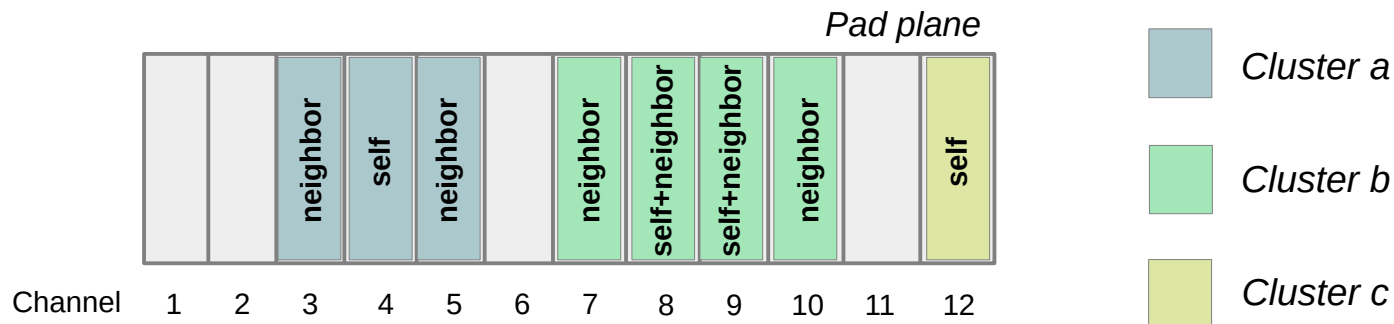 Pad plane
neighbor
self
neighbor
neighbor
self+neighbor
self+neighbor
neighbor
self
Channel 1 2 3 4 5 6 7 8 9 10 11 12
Cluster a
Cluster b
Cluster c